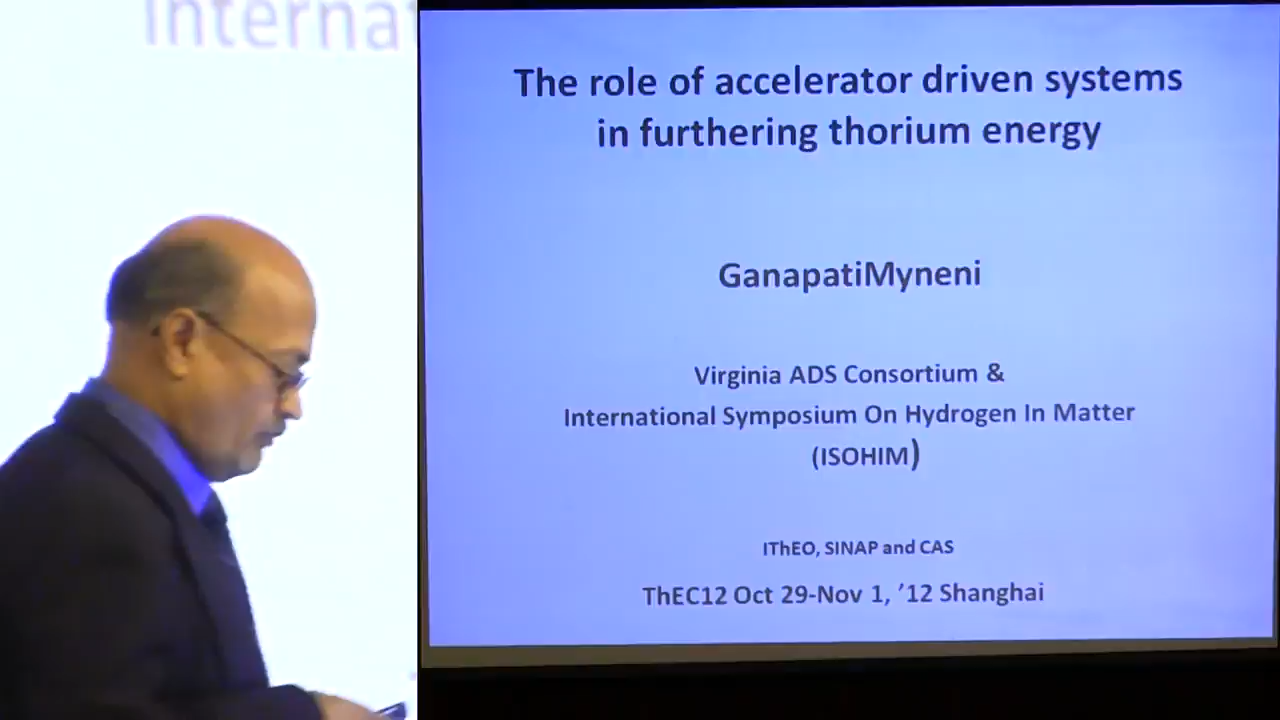 Interna
The role of accelerator driven systems
in furthering thorium energy
GanapatiMyneni
Virginia ADS Consortium &
International Symposium On Hydrogen In Matter
(ISOHIM)
IThEO, SINAP and CAS
ThEC12 Oct 29-Nov 1, ’12 Shanghai